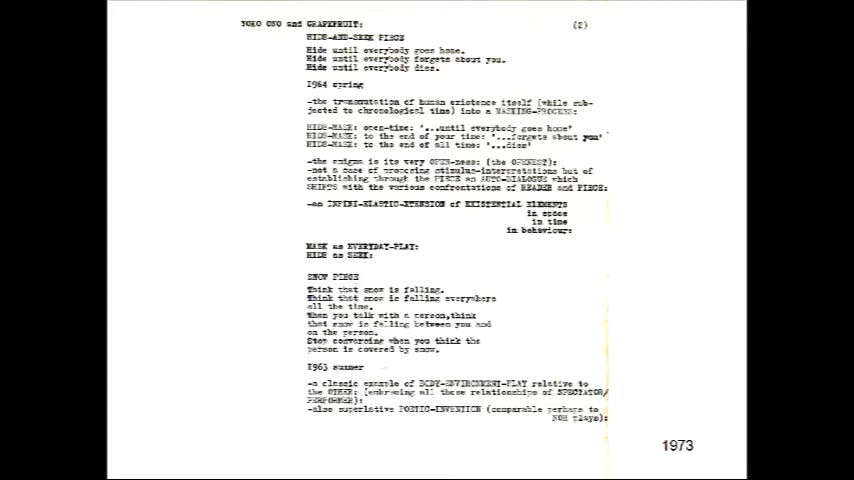 YOKO ONO and GRAPEFRUIT: (2)
HIDE-AND-SEEK PIECE
Hide until everybody goes home.
Hide until everybody forgets about you.
Hide until everybody dies.
1964 spring
-the transmutation of human existence itself (while sub-
jected to chronological time) into a MASKING-PROCESS:
HIDE-MASK: open-time: '...until everybody goes home'
HIDE-MASK: to the end of your time: '...forgets about you'
HIDE-MASK: to the end of all time: '...dies'
-the enigma is its very OPEN-ness: (the OPENEST):
-not a case of proposing stimulus-interpretations but of
establishing through the PIECE an AUTO-DIALOGUE which
SHIFTS with the various confrontations of READER and PIECE:
-an INFINI-ELASTIC-XTENSION of EXISTENTIAL ELEMENTS
in space
in time
in behaviour:
MASK as EVERYDAY-PLAY:
HIDE as SEEK:
SNOW PIECE
Think that snow is falling.
Think that snow is falling everywhere
all the time.
When you talk with a person,think
that snow is falling between you and
on the person.
Stop conversing when you think the
person is covered by snow.
1963 summer
-a classic example of BODY-ENVIRONMENT-PLAY relative to
the OTHER: (embracing all those relationships of SPECTATOR/
PERFORMER):
-also superlative POETIC-INVENTION (comparable perhaps to
NOH plays):
1973